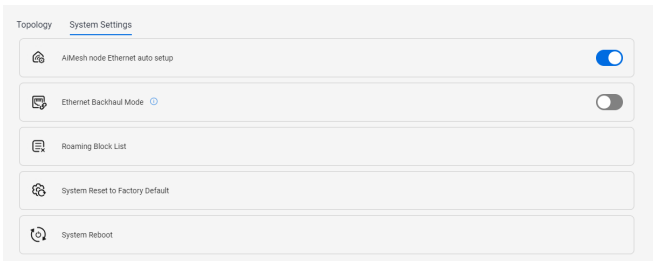 Topology System Settings
AiMesh node Ethernet auto setup
Ethernet Backhaul Mode
Roaming Block List
System Reset to Factory Default
System Reboot